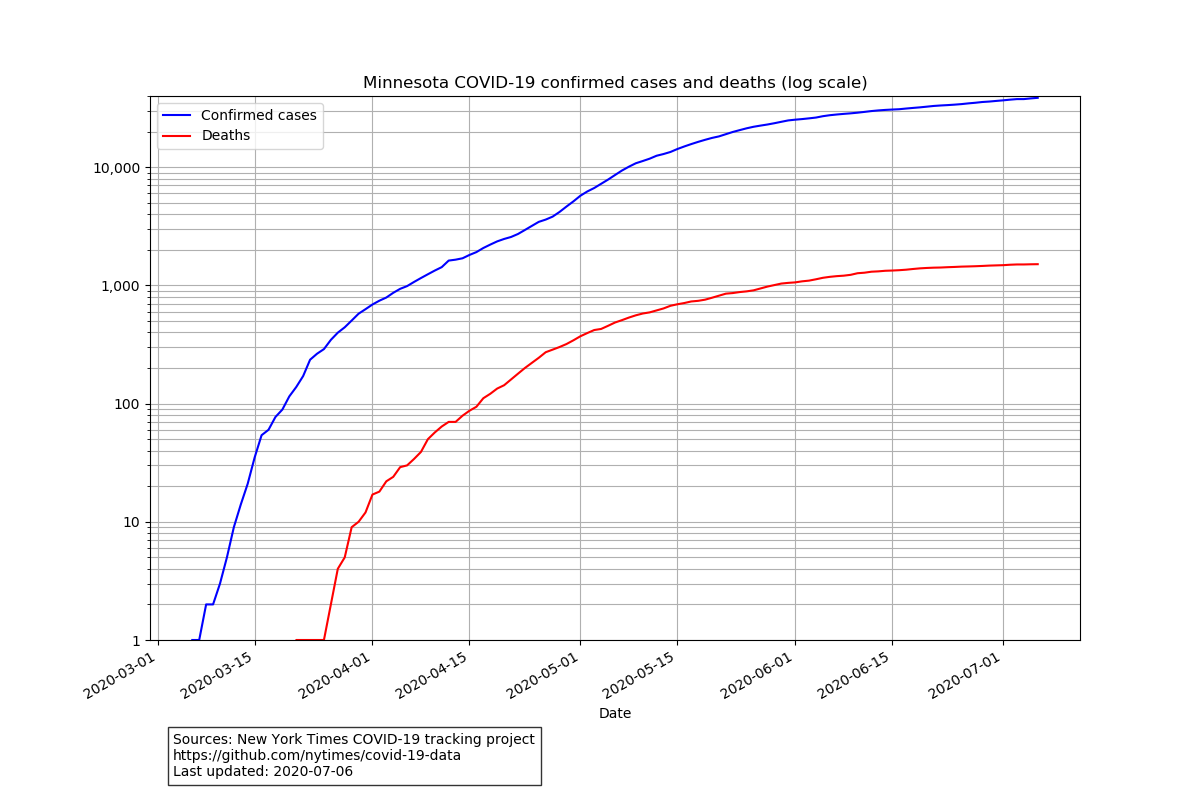 Minnesota COVID-19 confirmed cases and deaths (log scale)
Confirmed cases
Deaths
10,000
1,000
100
10
1
2020-03-01
2020-03-15
2020-04-01
2020-04-15
2020-05-01
2020-05-15
2020-06-01
2020-06-15
2020-07-01
Date
Sources: New York Times COVID-19 tracking project
https://github.com/nytimes/covid-19-data
Last updated: 2020-07-06